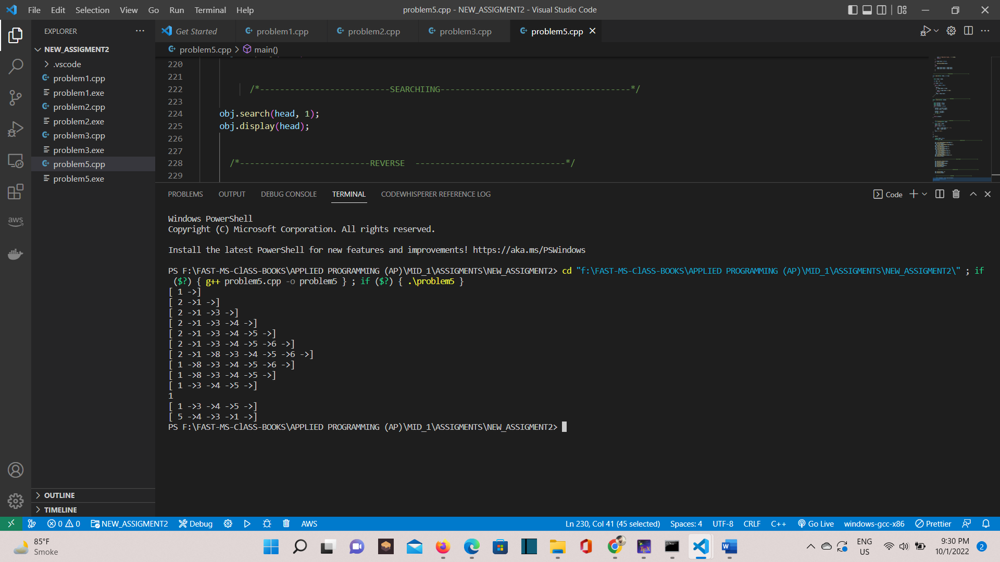 File Edit Selection View Go Run Terminal Help
problem5.cpp - NEW_ASSIGMENT2 - Visual Studio Code
EXPLORER
Get Started
problem1.cpp
problem2.cpp
problem3.cpp
problem5.cpp
NEW_ASSIGMENT2
.vscode
problem1.cpp
problem1.exe
problem2.cpp
problem2.exe
problem3.cpp
problem3.exe
problem5.cpp
problem5.exe
OUTLINE
TIMELINE
aws
problem5.cpp > main()
220
221
222 /*--------------------------SEARCHIING--------------------------------------*/
223
224 obj.search(head, 1);
225 obj.display(head);
226
227
228 /*--------------------------REVERSE ------------------------------*/
229
PROBLEMS OUTPUT DEBUG CONSOLE TERMINAL CODEWHISPERER REFERENCE LOG
Code
Windows PowerShell
Copyright (C) Microsoft Corporation. All rights reserved.
Install the latest PowerShell for new features and improvements! https://aka.ms/PSWindows
PS F:\FAST-MS-ClASS-BOOKS\APPLIED PROGRAMMING (AP)\MID_1\ASSIGMENTS\NEW_ASSIGMENT2> cd "f:\FAST-MS-ClASS-BOOKS\APPLIED PROGRAMMING (AP)\MID_1\ASSIGMENTS\NEW_ASSIGMENT2\" ; if
($?) { g++ problem5.cpp -o problem5 } ; if ($?) { .\problem5 }
[ 1 ->]
[ 2 ->1 ->]
[ 2 ->1 ->3 ->]
[ 2 ->1 ->3 ->4 ->]
[ 2 ->1 ->3 ->4 ->5 ->]
[ 2 ->1 ->3 ->4 ->5 ->6 ->]
[ 2 ->1 ->8 ->3 ->4 ->5 ->6 ->]
[ 1 ->8 ->3 ->4 ->5 ->6 ->]
[ 1 ->8 ->3 ->4 ->5 ->]
[ 1 ->3 ->4 ->5 ->]
1
[ 1 ->3 ->4 ->5 ->]
[ 5 ->4 ->3 ->1 ->]
PS F:\FAST-MS-ClASS-BOOKS\APPLIED PROGRAMMING (AP)\MID_1\ASSIGMENTS\NEW_ASSIGMENT2>
0 0 NEW_ASSIGMENT2 Debug AWS
Ln 230, Col 41 (45 selected) Spaces: 4 UTF-8 CRLF C++ Go Live windows-gcc-x86 Prettier
85°F
Smoke
ENG
US
9:30 PM
10/1/2022
2